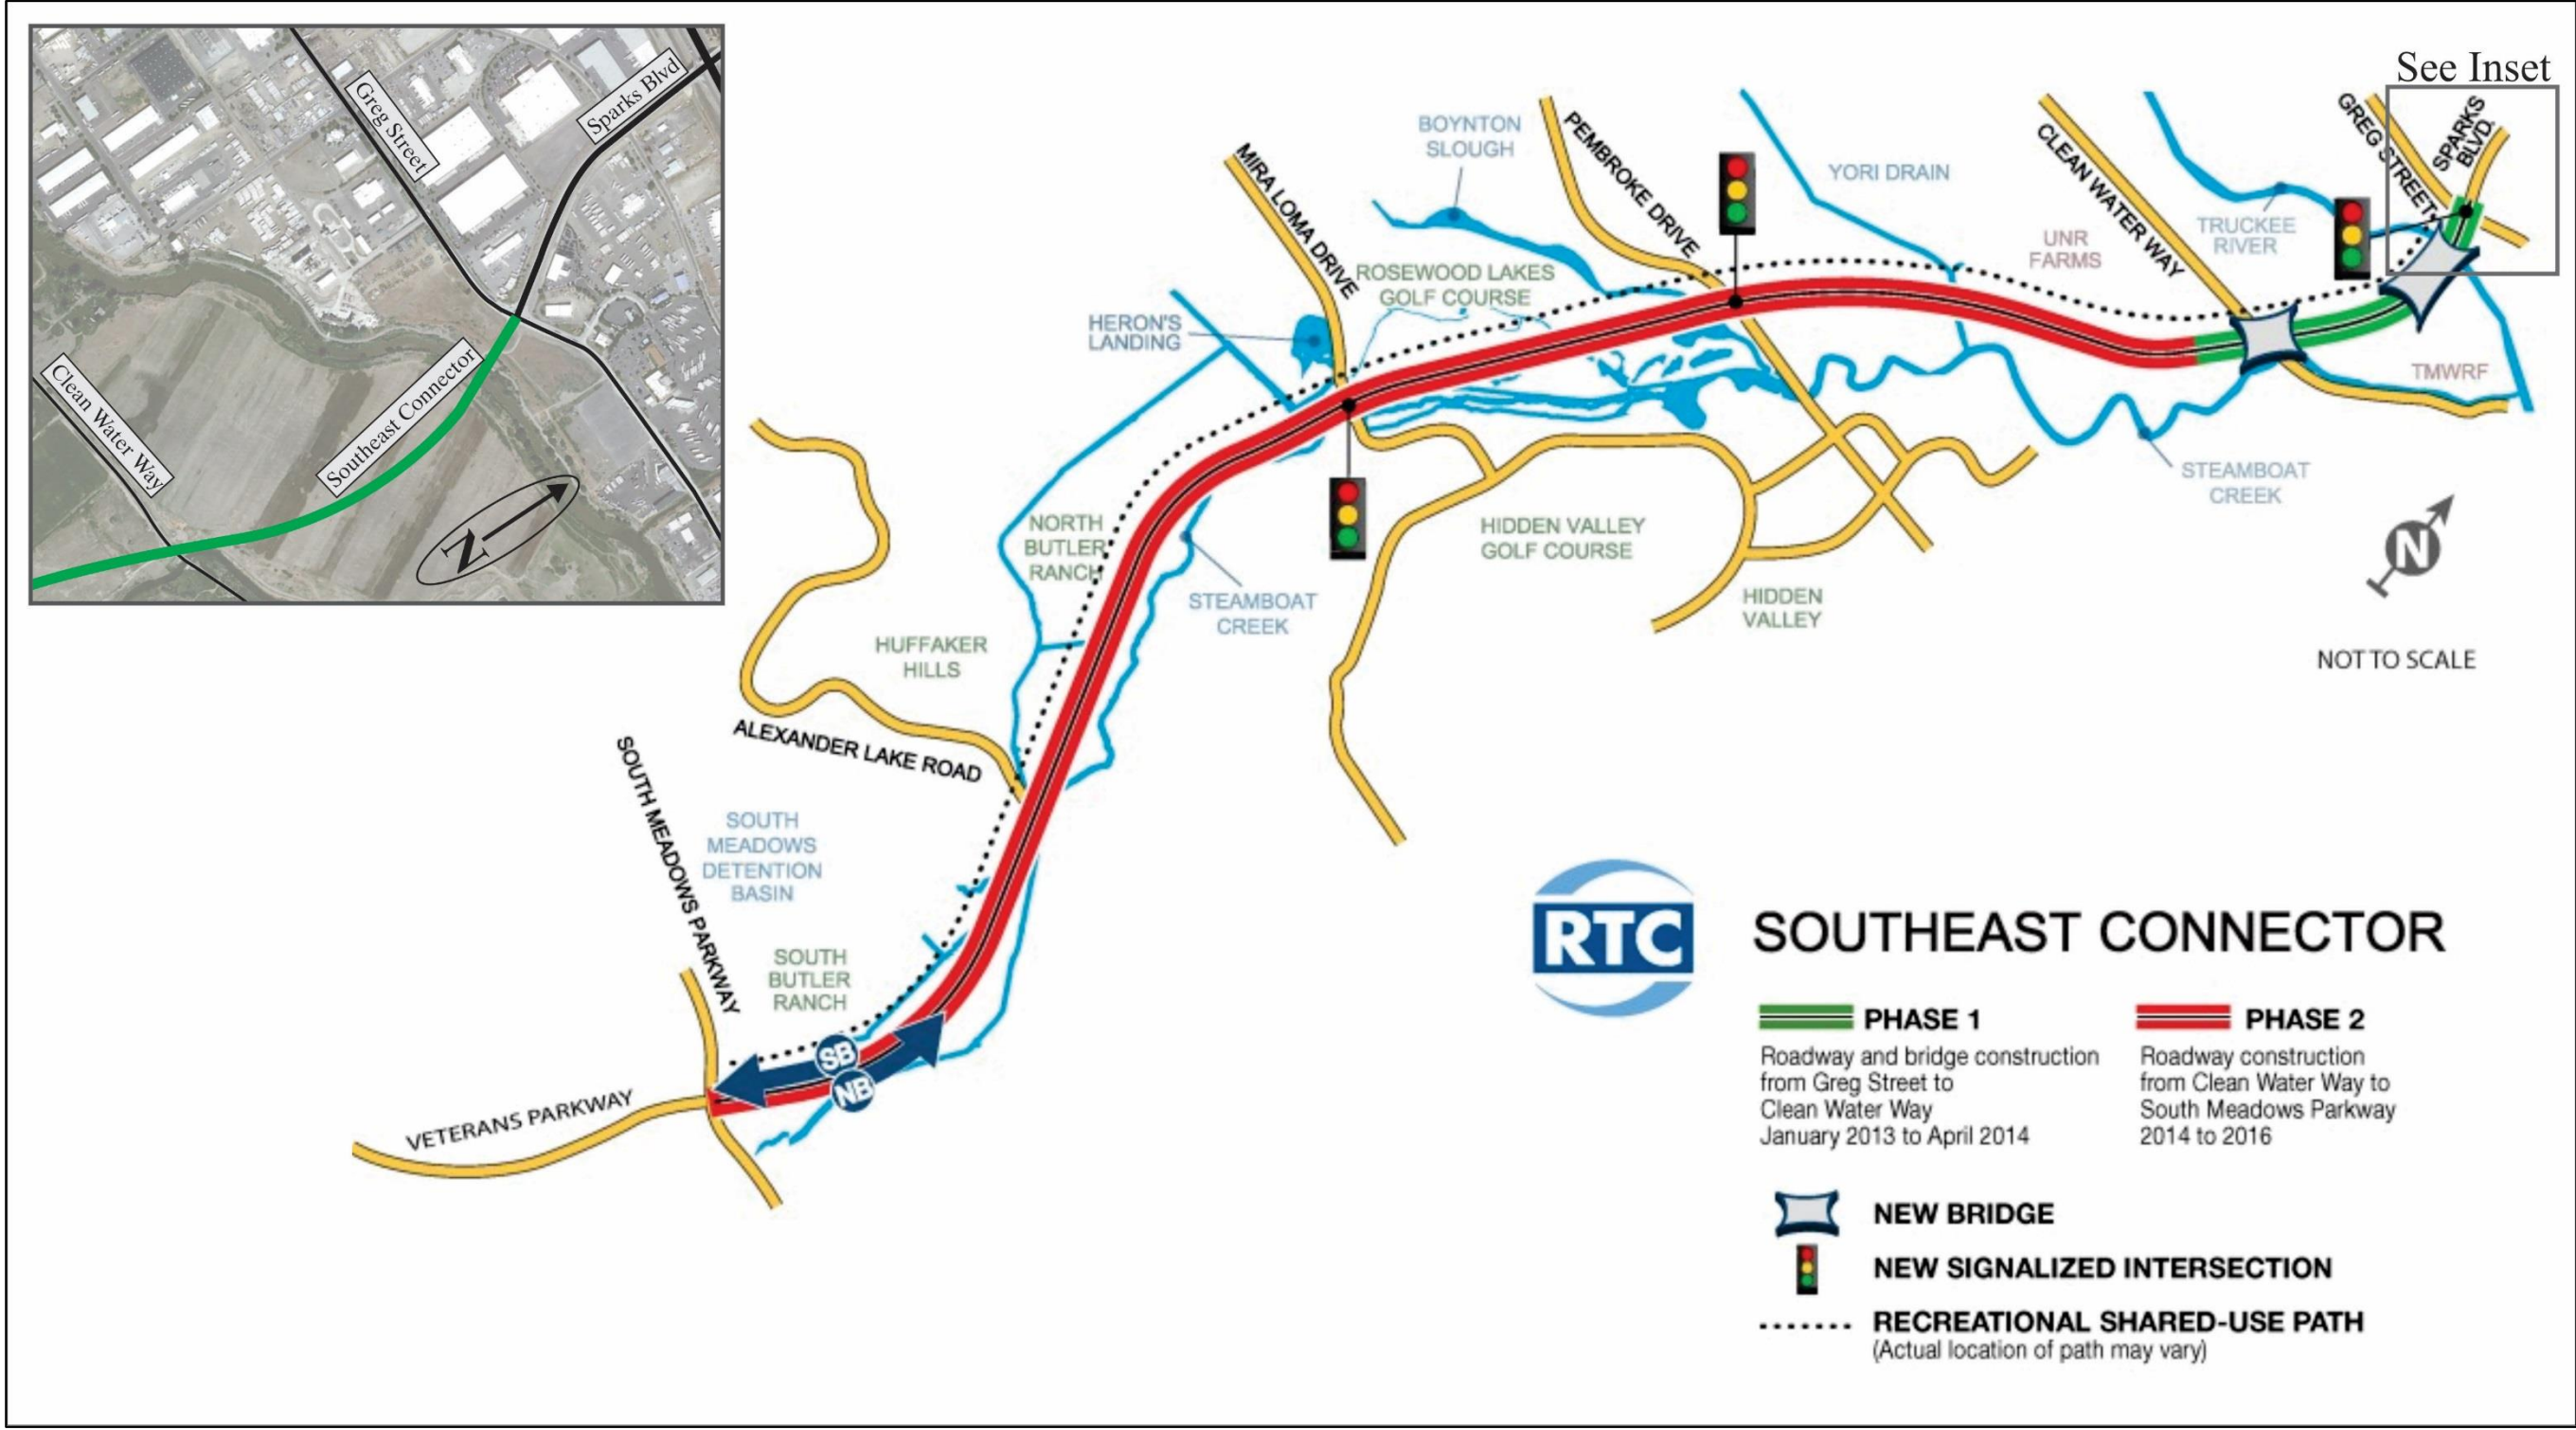 See Inset
Greg Street
Sparks Blvd
Clean Water Way
Southeast Connector
N
MIRA LOMA DRIVE
BOYNTON
SLOUGH
PEMBROKE DRIVE
YORI DRAIN
CLEAN WATER WAY
GREG STREET
SPARKS
BLVD.
TRUCKEE
RIVER
UNR
FARMS
ROSEWOOD LAKES
GOLF COURSE
HERON'S
LANDING
TMWRF
STEAMBOAT
CREEK
NORTH
BUTLER
RANCH
HIDDEN VALLEY
GOLF COURSE
N
STEAMBOAT
CREEK
HIDDEN
VALLEY
HUFFAKER
HILLS
NOT TO SCALE
ALEXANDER LAKE ROAD
SOUTH MEADOWS PARKWAY
SOUTH
MEADOWS
DETENTION
BASIN
SOUTH
BUTLER
RANCH
SB
NB
VETERANS PARKWAY
RTC
SOUTHEAST CONNECTOR
PHASE 1
Roadway and bridge construction
from Greg Street to
Clean Water Way
January 2013 to April 2014
PHASE 2
Roadway construction
from Clean Water Way to
South Meadows Parkway
2014 to 2016
NEW BRIDGE
NEW SIGNALIZED INTERSECTION
RECREATIONAL SHARED-USE PATH
(Actual location of path may vary)